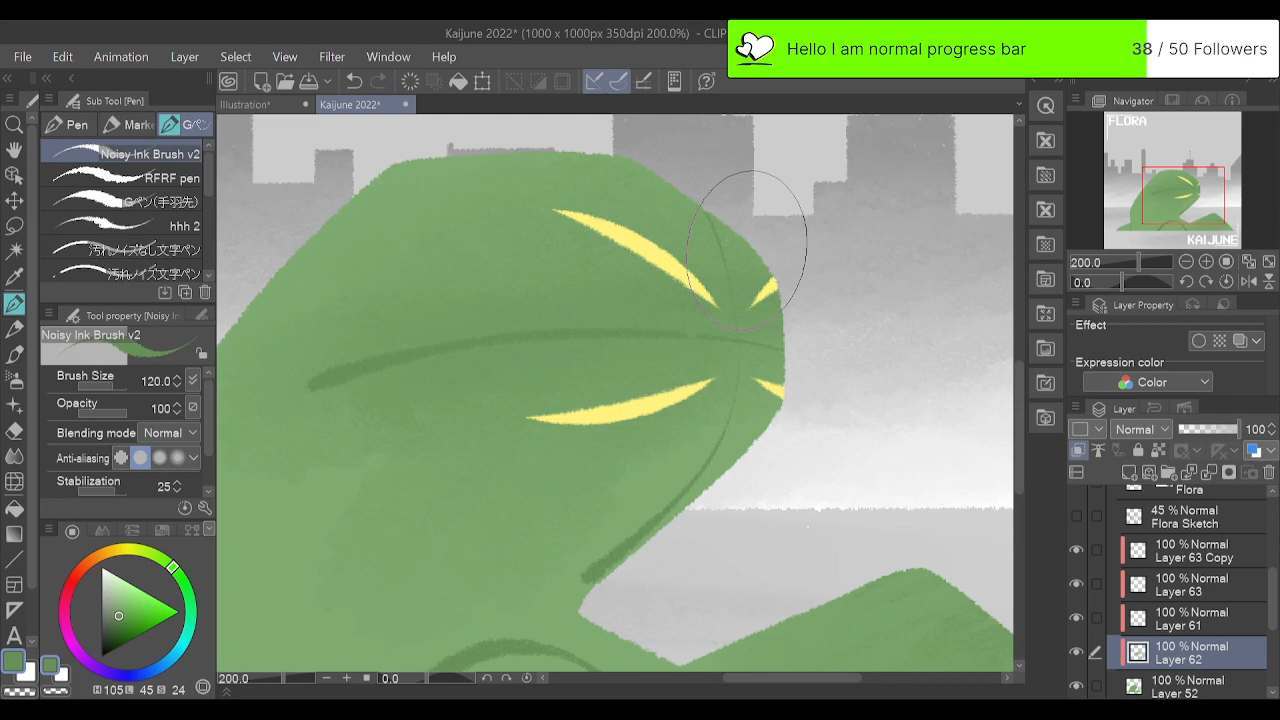 Kaijune 2022* (1000 x 1000px 350dpi 200.0%) - CLIP
Hello I am normal progress bar
38 / 50 Followers
File Edit Animation Layer Select View Filter Window Help
Sub Tool [Pen]
Illustration*
Kaijune 2022*
Navigator
Pen
Marke
Gペン
Noisy Ink Brush v2
RFRF pen
Gペン(手羽先)
hhh 2
汚れノイズなし文字ペン
汚れノイズ文字ペン
Tool property [Noisy In
Noisy Ink Brush v2
Brush Size 120.0
Opacity 100
Blending mode Normal
Anti-aliasing
Stabilization 25
H 105 L 45 S 24
200.0
0.0
FLORA
KAIJUNE
200.0
0.0
Layer Property
Effect
Expression color
Color
Layer
Normal 100
Flora
45 % Normal
Flora Sketch
100 % Normal
Layer 63 Copy
100 % Normal
Layer 63
100 % Normal
Layer 61
100 % Normal
Layer 62
100 % Normal
Layer 52